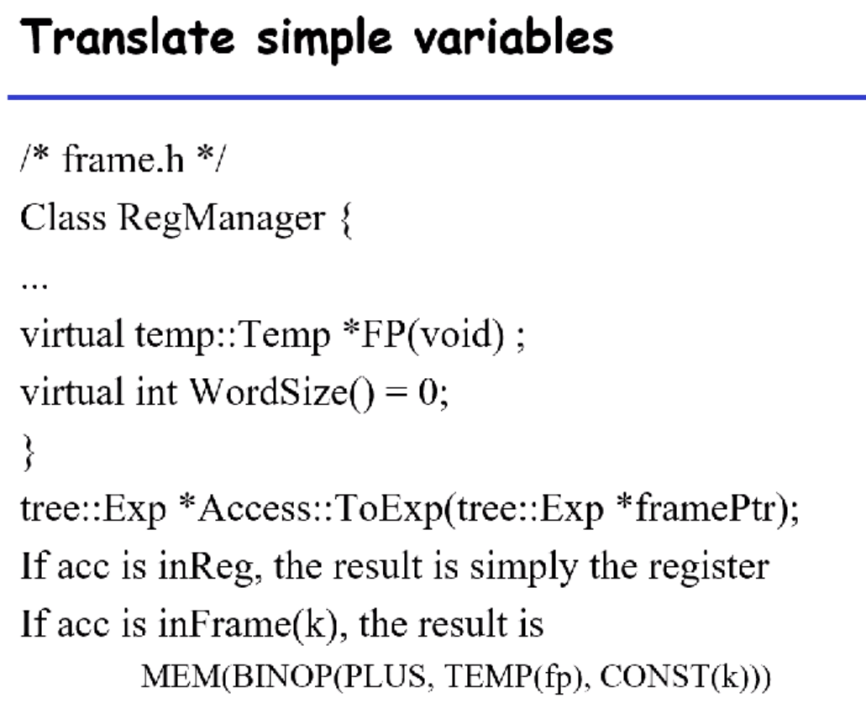 Translate simple variables
/* frame.h */
Class RegManager {
...
virtual temp::Temp *FP(void) ;
virtual int WordSize() = 0;
}
tree::Exp *Access::ToExp(tree::Exp *framePtr);
If acc is inReg, the result is simply the register
If acc is inFrame(k), the result is
MEM(BINOP(PLUS, TEMP(fp), CONST(k)))